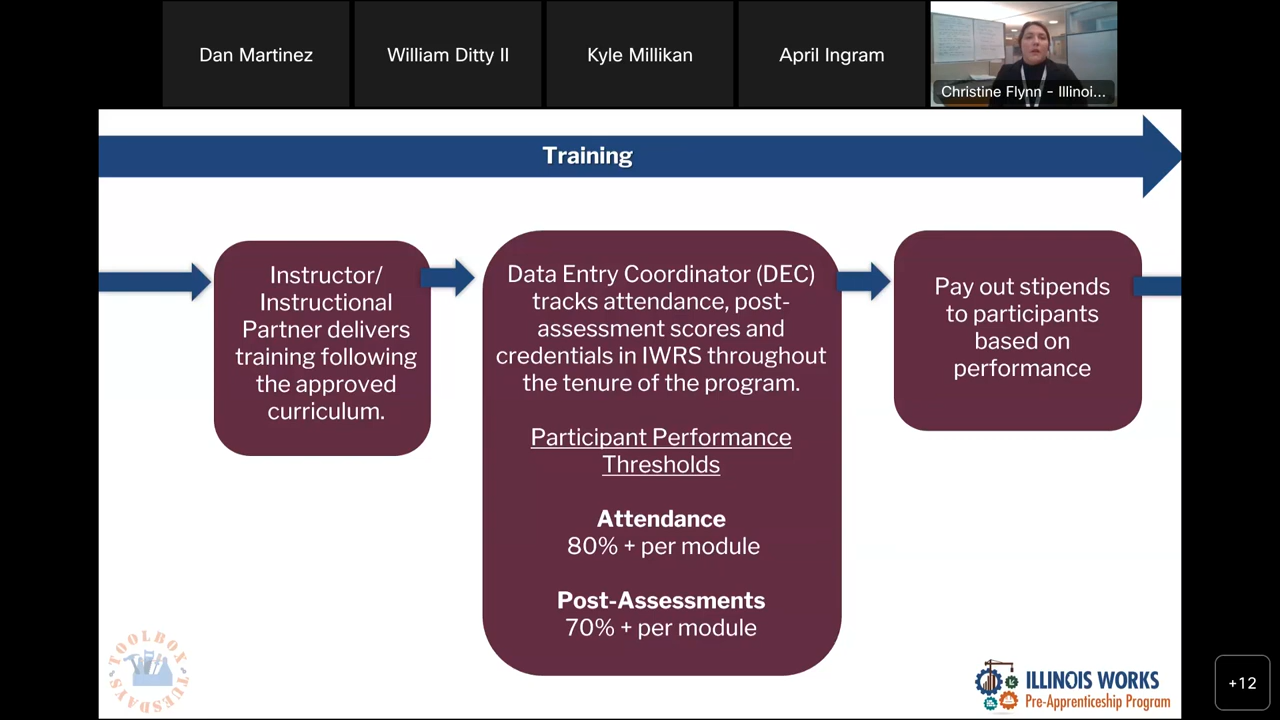 Dan Martinez
William Ditty II
Kyle Millikan
April Ingram
Christine Flynn - Illinoi...
Training
Instructor/
Instructional
Partner delivers
training following
the approved
curriculum.
Data Entry Coordinator (DEC)
tracks attendance, post-
assessment scores and
credentials in IWRS throughout
the tenure of the program.
Participant Performance
Thresholds
Attendance
80% + per module
Post-Assessments
70% + per module
Pay out stipends
to participants
based on
performance
TOOLBOX
TUESDAYS
ILLINOIS WORKS
Pre-Apprenticeship Program
+12